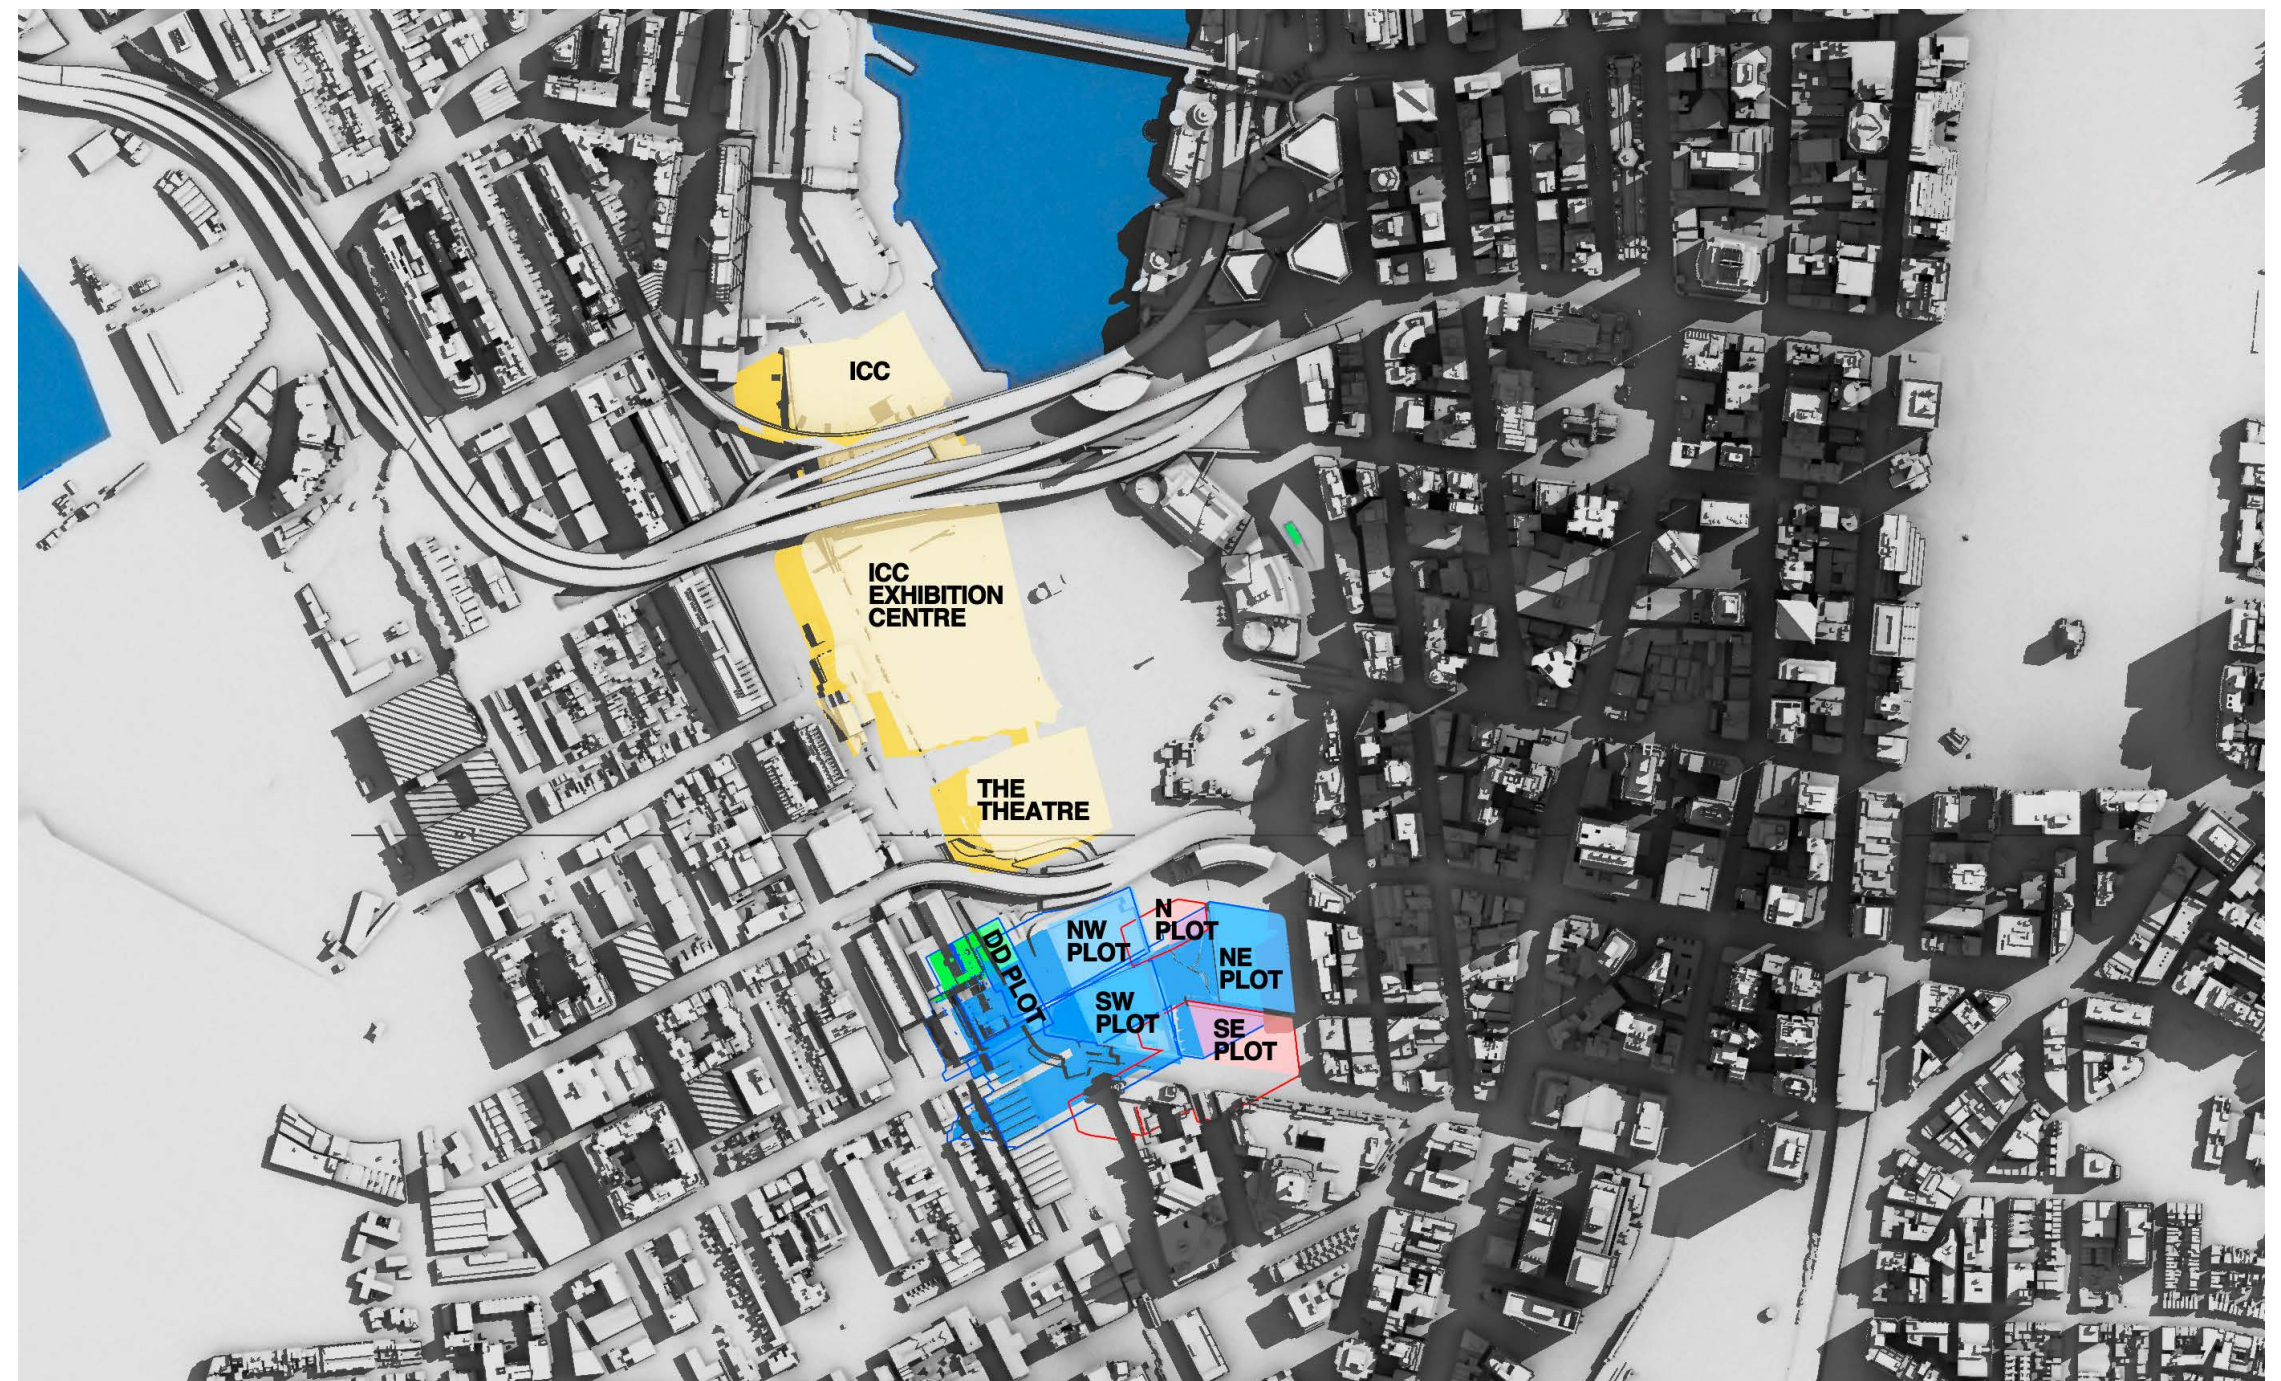 ICC
ICC
EXHIBITION
CENTRE
THE
THEATRE
N
PLOT
NW
PLOT
DD PLOT
NE
PLOT
SW
PLOT
SE
PLOT